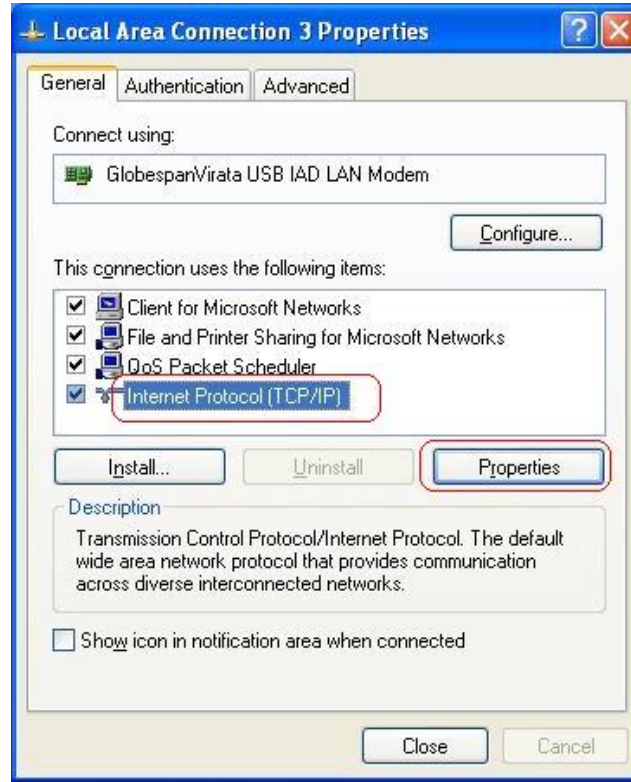 Local Area Connection 3 Properties
General Authentication Advanced
Connect using:
GlobespanVirata USB IAD LAN Modem
Configure...
This connection uses the following items:
Client for Microsoft Networks
File and Printer Sharing for Microsoft Networks
QoS Packet Scheduler
Internet Protocol (TCP/IP)
Install... Uninstall Properties
Description
Transmission Control Protocol/Internet Protocol. The default
wide area network protocol that provides communication
across diverse interconnected networks.
Show icon in notification area when connected
Close Cancel